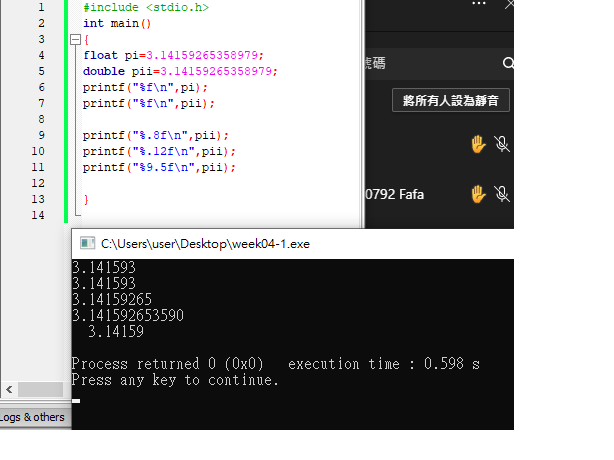 1 #include <stdio.h>
2 int main()
3 {
4 float pi=3.14159265358979;
5 double pii=3.14159265358979;
6 printf("%f\n",pi);
7 printf("%f\n",pii);
8
9 printf("%.8f\n",pii);
10 printf("%.12f\n",pii);
11 printf("%9.5f\n",pii);
12
13 }
14
號碼
將所有人設為靜音
0792 Fafa
C:\Users\user\Desktop\week04-1.exe
3.141593
3.141593
3.14159265
3.141592653590
  3.14159
Process returned 0 (0x0)   execution time : 0.598 s
Press any key to continue.
Logs & others